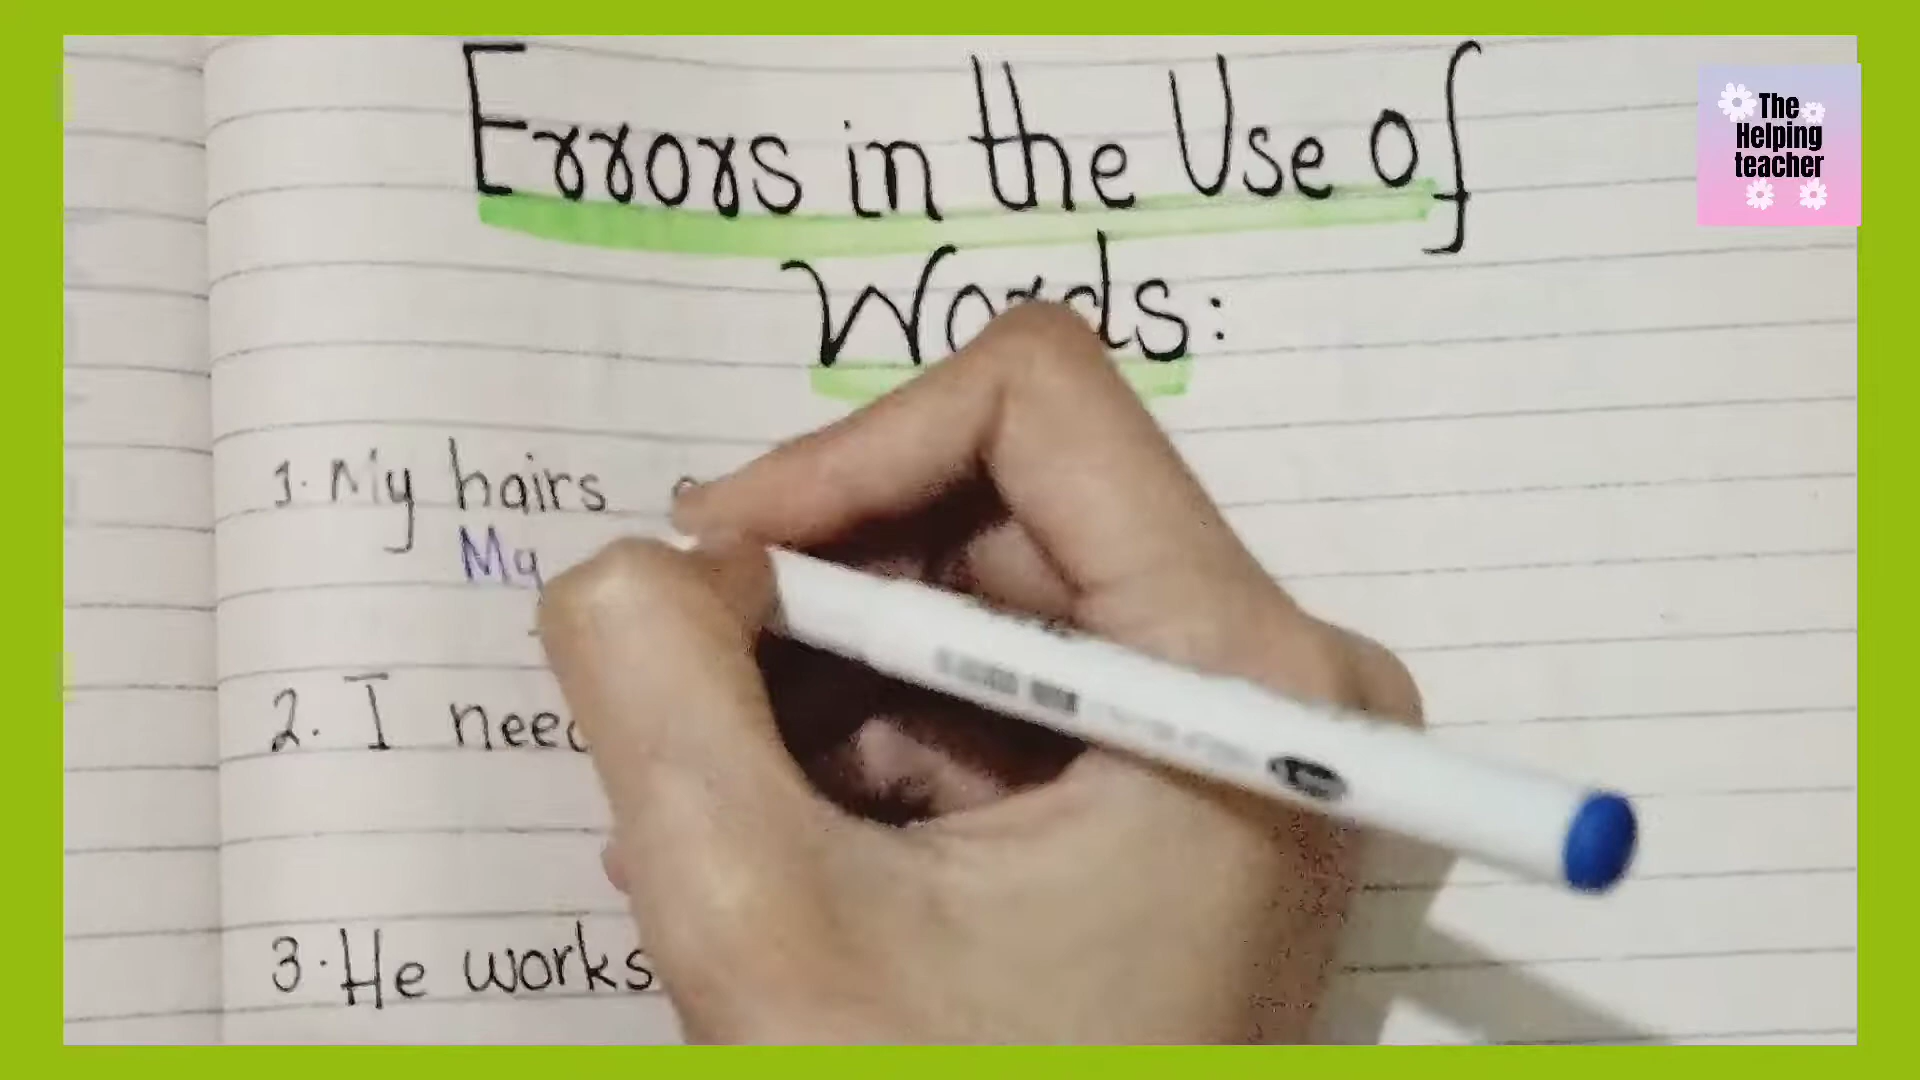 Errors in the Use of
Words:
The
Helping
teacher
1. My hairs
My
2. I need
3. He works